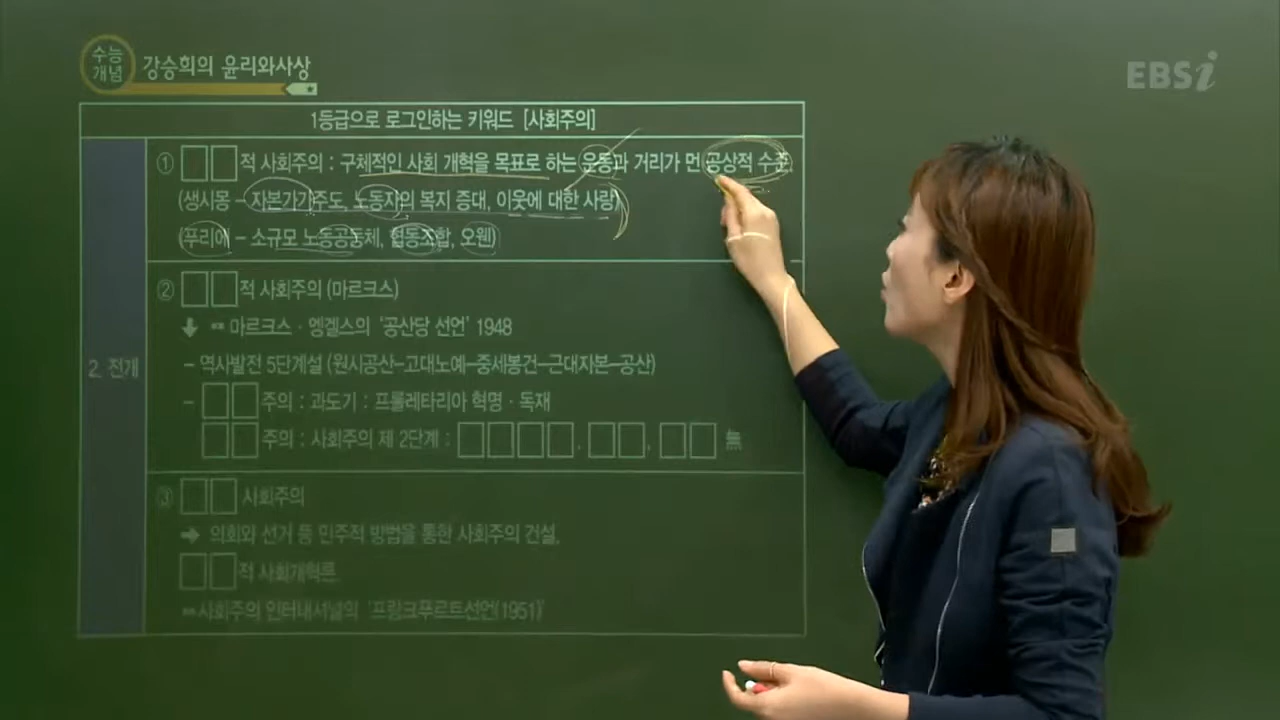 수능
개념
강승희의 윤리와사상
EBSi
1등급으로 로그인하는 키워드 [사회주의]
2. 전개
① □□적 사회주의 : 구체적인 사회 개혁을 목표로 하는 운동과 거리가 먼 공상적 수준.
(생시몽 – 자본가가 주도, 노동자의 복지 증대, 이웃에 대한 사랑)
(푸리에 – 소규모 노동공동체, 협동조합, 오웬)
② □□적 사회주의 (마르크스)
마르크스 · 엥겔스의 '공산당 선언' 1948
– 역사발전 5단계설 (원시공산–고대노예–중세봉건–근대자본–공산)
– □□주의 : 과도기 : 프롤레타리아 혁명 · 독재
□□주의 : 사회주의 제 2단계 : □□□□, □□, □□ 無
③ □□ 사회주의
➡ 의회와 선거 등 민주적 방법을 통한 사회주의 건설,
□□적 사회개혁론.
사회주의 인터내셔널의 '프랑크푸르트선언(1951)'